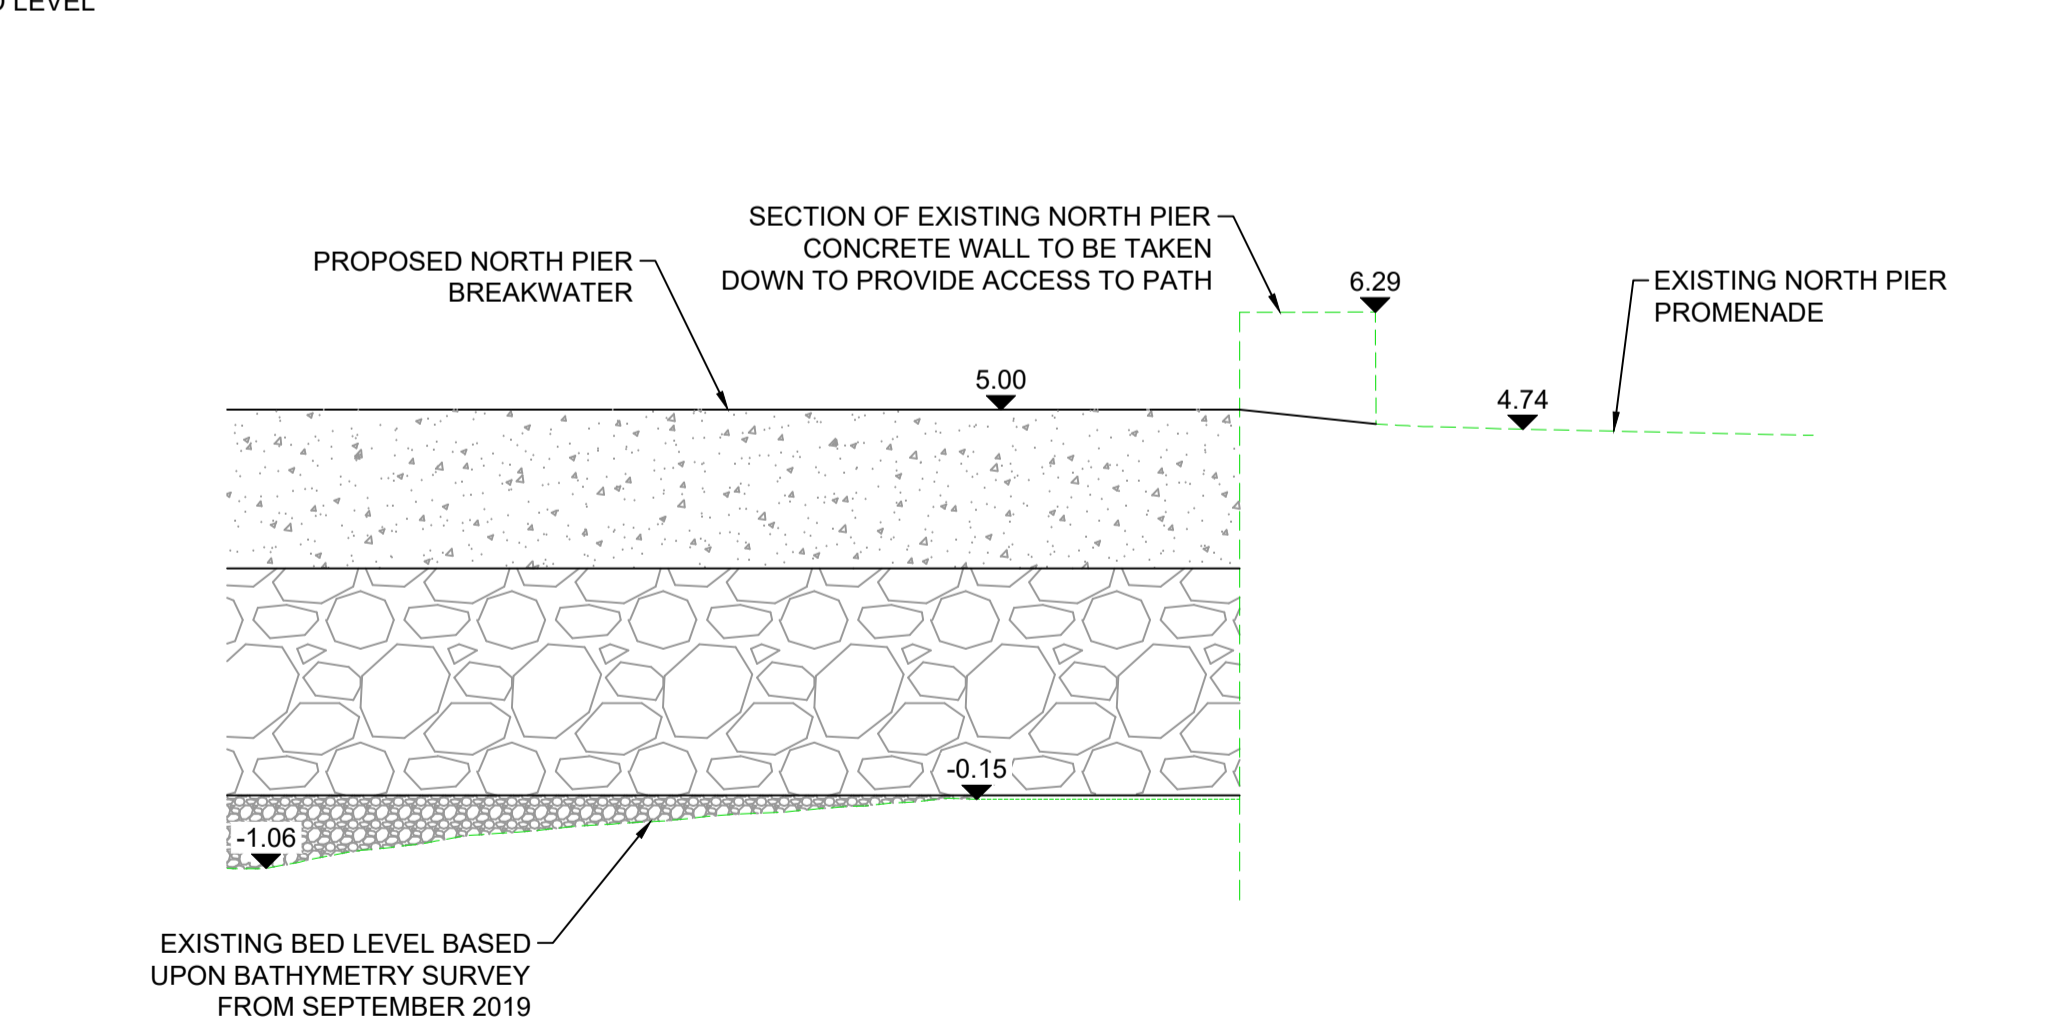 LEVEL
SECTION OF EXISTING NORTH PIER
CONCRETE WALL TO BE TAKEN
DOWN TO PROVIDE ACCESS TO PATH
PROPOSED NORTH PIER
BREAKWATER
6.29
EXISTING NORTH PIER
PROMENADE
5.00
4.74
-0.15
-1.06
EXISTING BED LEVEL BASED
UPON BATHYMETRY SURVEY
FROM SEPTEMBER 2019